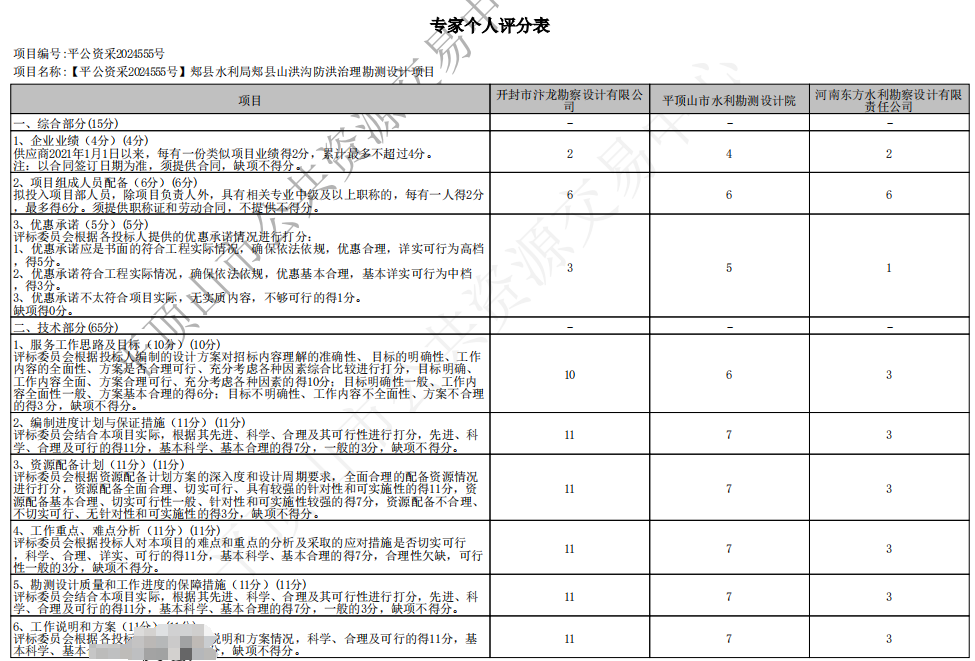 专家个人评分表
项目编号:平公资采2024555号
项目名称:【平公资采2024555号】郏县水利局郏县山洪沟防洪治理勘测设计项目
项目 开封市汴龙勘察设计有限公司 平顶山市水利勘测设计院 河南东方水利勘察设计有限责任公司
一、综合部分(15分) — — —
1、企业业绩（4分）(4分)
供应商2021年1月1日以来，每有一份类似项目业绩得2分，累计最多不超过4分。
注：以合同签订日期为准，须提供合同，缺项不得分。
2 4 2
2、项目组成人员配备（6分）(6分)
拟投入项目部人员，除项目负责人外，具有相关专业中级及以上职称的，每有一人得2分
，最多得6分。须提供职称证和劳动合同，不提供不得分。
6 6 6
3、优惠承诺（5分）(5分)
评标委员会根据各投标人提供的优惠承诺情况进行打分：
1、优惠承诺应是书面的符合工程实际情况，确保依法依规，优惠合理，详实可行为高档
，得5分。
2、优惠承诺符合工程实际情况，确保依法依规，优惠基本合理，基本详实可行为中档
，得3分。
3、优惠承诺不太符合项目实际，无实质内容，不够可行的得1分。
缺项得0分。
3 5 1
二、技术部分(65分) — — —
1、服务工作思路及目标（10分）(10分)
评标委员会根据投标人编制的设计方案对招标内容理解的准确性、目标的明确性、工作
内容的全面性、方案是否合理可行、充分考虑各种因素综合比较进行打分，目标明确、
工作内容全面、方案合理可行、充分考虑各种因素的得10分；目标明确性一般、工作内
容全面性一般、方案基本合理的得6分；目标不明确性、工作内容不全面性、方案不合理
的得3分，缺项不得分。
10 6 3
2、编制进度计划与保证措施（11分）(11分)
评标委员会结合本项目实际，根据其先进、科学、合理及其可行性进行打分，先进、科
学、合理及可行的得11分，基本科学、基本合理的得7分，一般的3分，缺项不得分。
11 7 3
3、资源配备计划（11分）(11分)
评标委员会根据资源配备计划方案的深入度和设计周期要求，全面合理的配备资源情况
进行打分，资源配备全面合理、切实可行、具有较强的针对性和可实施性的得11分，资
源配备基本合理、切实可行性一般、针对性和可实施性较强的得7分，资源配备不合理、
不切实可行、无针对性和可实施性的得3分，缺项不得分。
11 7 3
4、工作重点、难点分析（11分）(11分)
评标委员会根据投标人对本项目的难点和重点的分析及采取的应对措施是否切实可行
，科学、合理、详实、可行的得11分，基本科学、基本合理的得7分，合理性欠缺，可行
性一般的3分，缺项不得分。
11 7 3
5、勘测设计质量和工作进度的保障措施（11分）(11分)
评标委员会结合本项目实际，根据其先进、科学、合理及其可行性进行打分，先进、科
学、合理及可行的得11分，基本科学、基本合理的得7分，一般的3分，缺项不得分。
11 7 3
6、工作说明和方案（11分）(11分)
评标委员会根据各投标 说明和方案情况，科学、合理及可行的得11分，基
本科学、基本 分，缺项不得分。
11 7 3
平顶山市公共资源交易中心